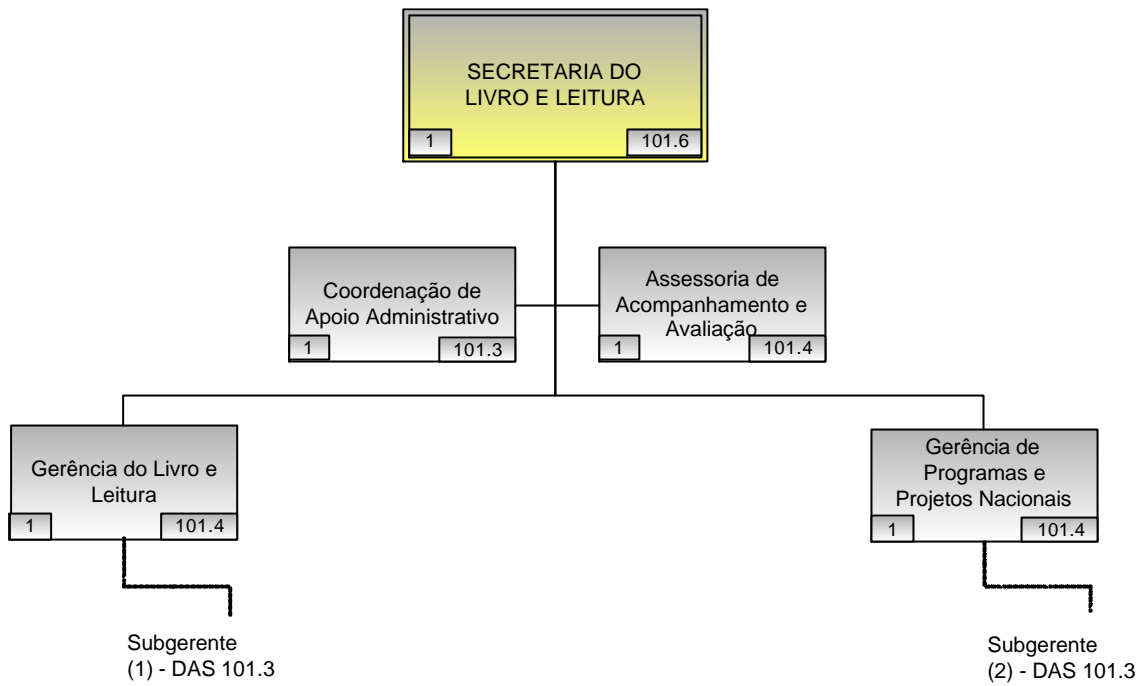 SECRETARIA DO
LIVRO E LEITURA
1
101.6
Coordenação de
Apoio Administrativo
1
101.3
Assessoria de
Acompanhamento e
Avaliação
1
101.4
Gerência do Livro e
Leitura
1
101.4
Gerência de
Programas e
Projetos Nacionais
1
101.4
Subgerente
(1) - DAS 101.3
Subgerente
(2) - DAS 101.3